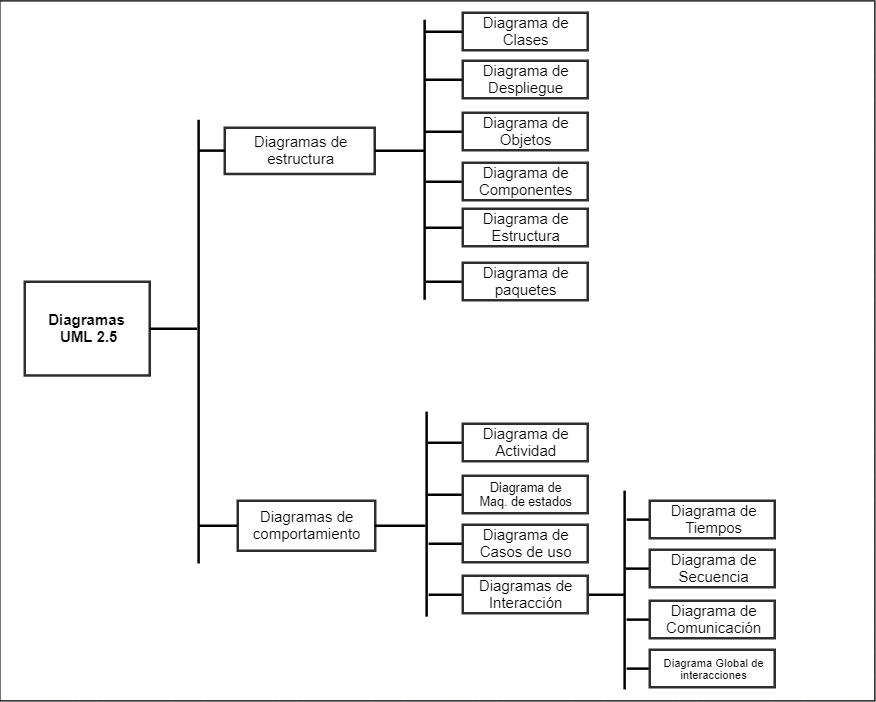 Diagramas
UML 2.5
Diagramas de
estructura
Diagrama de
Clases
Diagrama de
Despliegue
Diagrama de
Objetos
Diagrama de
Componentes
Diagrama de
Estructura
Diagrama de
paquetes
Diagramas de
comportamiento
Diagrama de
Actividad
Diagrama de
Maq. de estados
Diagrama de
Casos de uso
Diagramas de
Interacción
Diagrama de
Tiempos
Diagrama de
Secuencia
Diagrama de
Comunicación
Diagrama Global de
interacciones